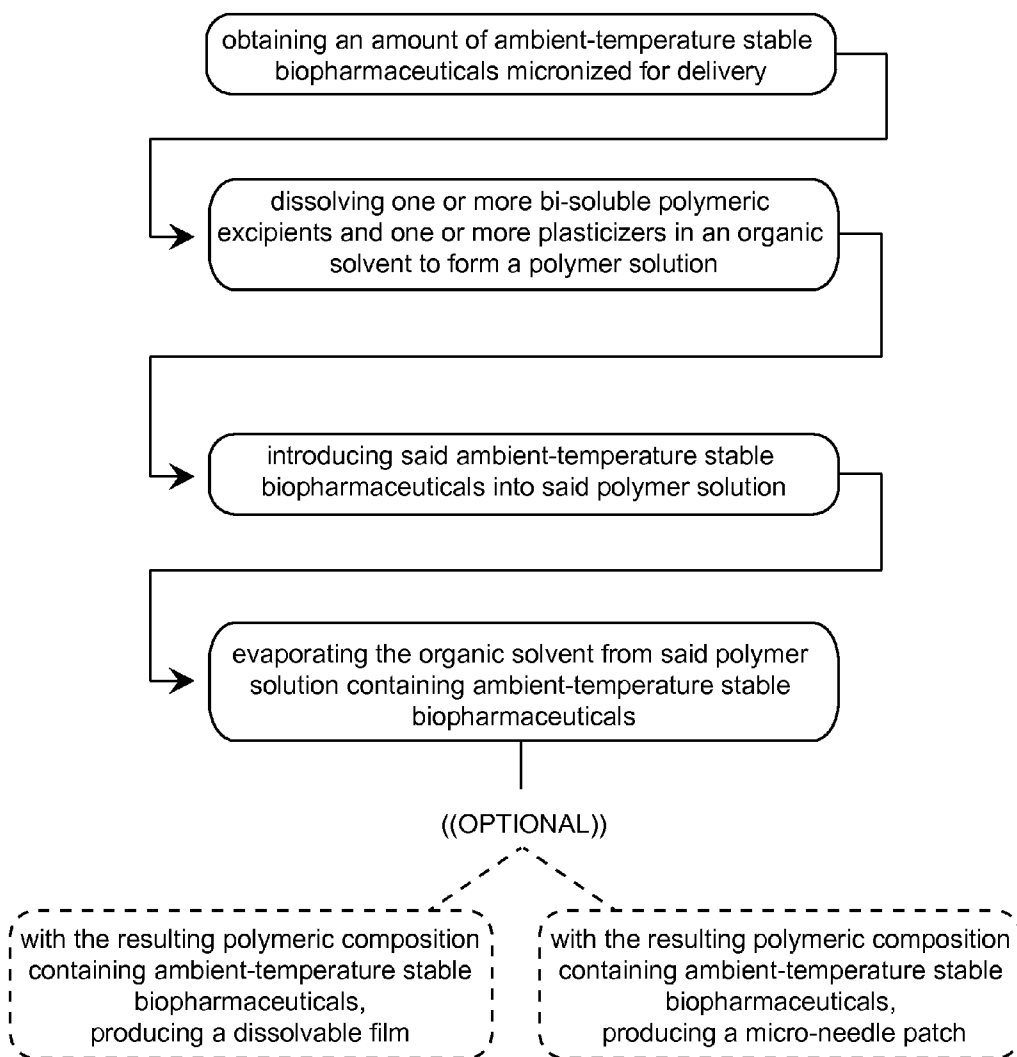 obtaining an amount of ambient-temperature stable
biopharmaceuticals micronized for delivery
dissolving one or more bi-soluble polymeric
excipients and one or more plasticizers in an organic
solvent to form a polymer solution
introducing said ambient-temperature stable
biopharmaceuticals into said polymer solution
evaporating the organic solvent from said polymer
solution containing ambient-temperature stable
biopharmaceuticals
((OPTIONAL))
with the resulting polymeric composition
containing ambient-temperature stable
biopharmaceuticals,
producing a dissolvable film
with the resulting polymeric composition
containing ambient-temperature stable
biopharmaceuticals,
producing a micro-needle patch